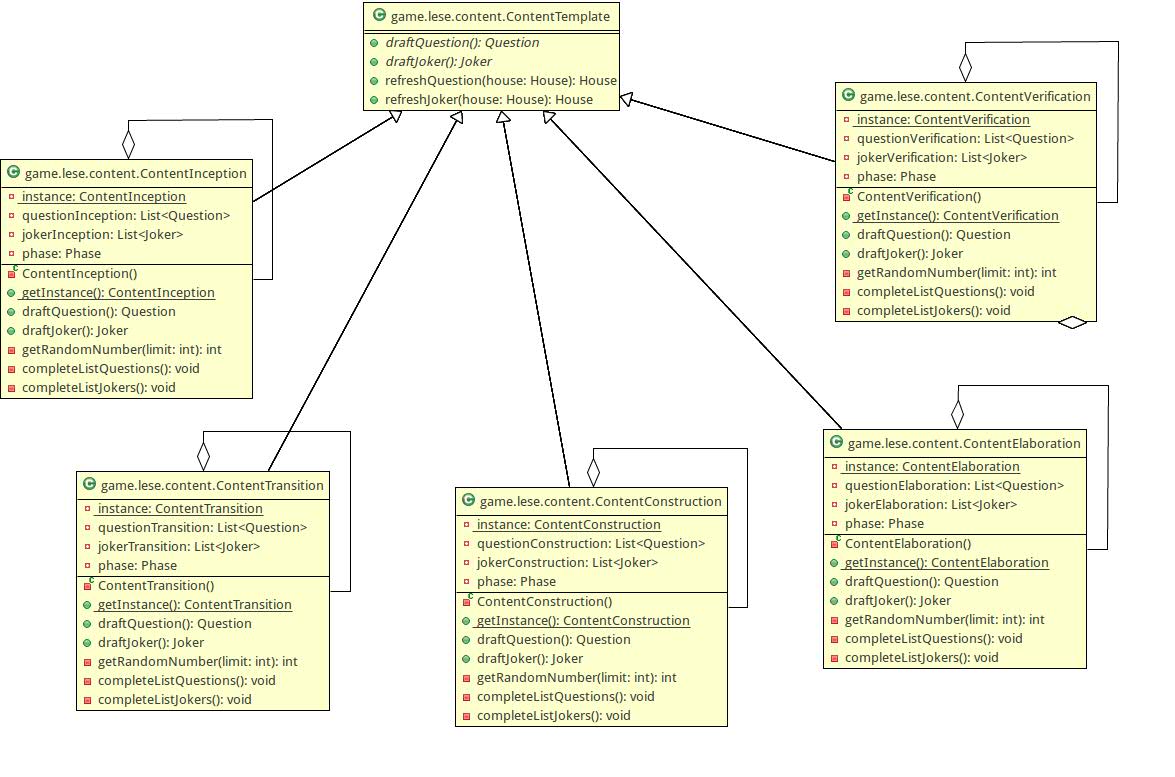 game.lese.content.ContentTemplate
draftQuestion(): Question
draftJoker(): Joker
refreshQuestion(house: House): House
refreshJoker(house: House): House
game.lese.content.ContentVerification
instance: ContentVerification
questionVerification: List<Question>
jokerVerification: List<Joker>
phase: Phase
ContentVerification()
getInstance(): ContentVerification
draftQuestion(): Question
draftJoker(): Joker
getRandomNumber(limit: int): int
completeListQuestions(): void
completeListJokers(): void
game.lese.content.ContentInception
instance: ContentInception
questionInception: List<Question>
jokerInception: List<Joker>
phase: Phase
ContentInception()
getInstance(): ContentInception
draftQuestion(): Question
draftJoker(): Joker
getRandomNumber(limit: int): int
completeListQuestions(): void
completeListJokers(): void
game.lese.content.ContentTransition
instance: ContentTransition
questionTransition: List<Question>
jokerTransition: List<Joker>
phase: Phase
ContentTransition()
getInstance(): ContentTransition
draftQuestion(): Question
draftJoker(): Joker
getRandomNumber(limit: int): int
completeListQuestions(): void
completeListJokers(): void
game.lese.content.ContentConstruction
instance: ContentConstruction
questionConstruction: List<Question>
jokerConstruction: List<Joker>
phase: Phase
ContentConstruction()
getInstance(): ContentConstruction
draftQuestion(): Question
draftJoker(): Joker
getRandomNumber(limit: int): int
completeListQuestions(): void
completeListJokers(): void
game.lese.content.ContentElaboration
instance: ContentElaboration
questionElaboration: List<Question>
jokerElaboration: List<Joker>
phase: Phase
ContentElaboration()
getInstance(): ContentElaboration
draftQuestion(): Question
draftJoker(): Joker
getRandomNumber(limit: int): int
completeListQuestions(): void
completeListJokers(): void